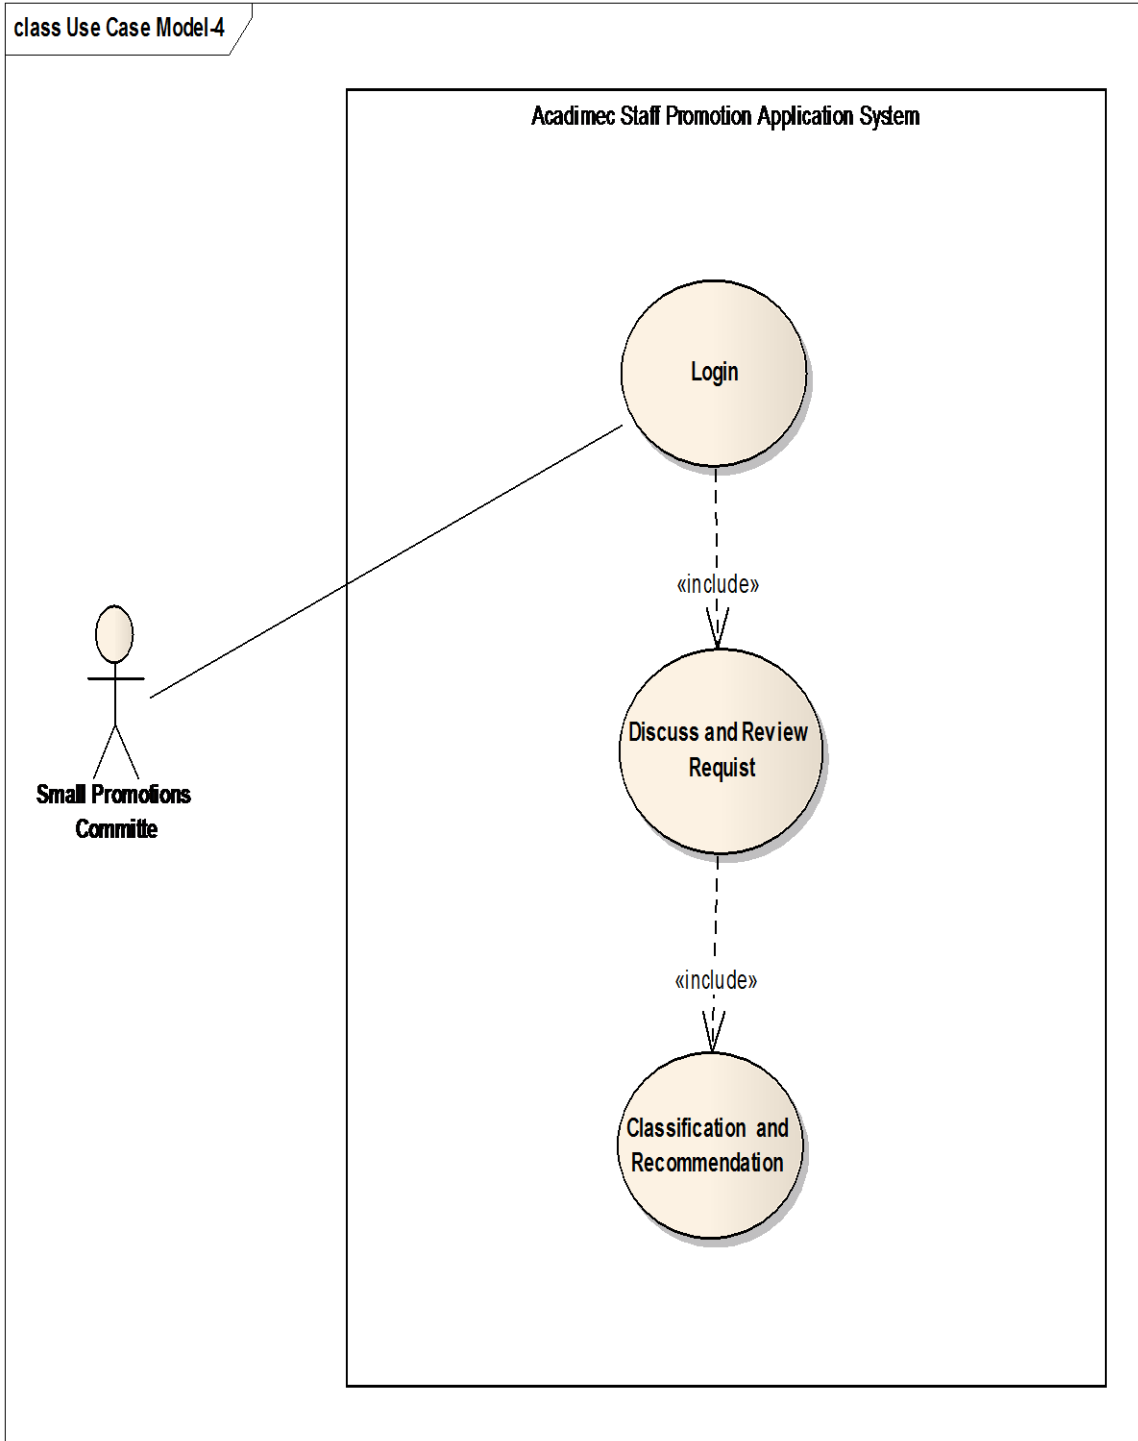 class Use Case Model-4
Acadimec Staff Promotion Application System
Login
«include»
Discuss and Review
Requist
Small Promotions
Committe
«include»
Classification and
Recommendation